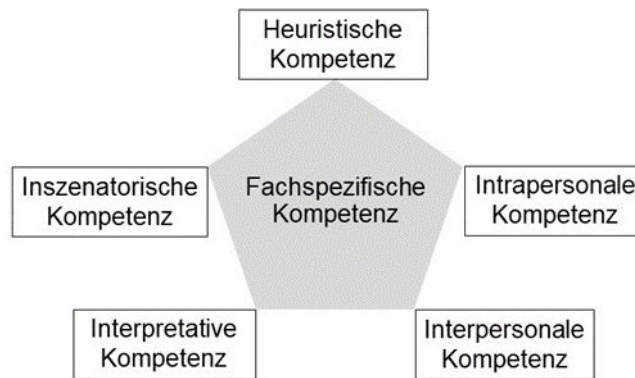 Heuristische
Kompetenz
Inszenatorische
Kompetenz
Fachspezifische
Kompetenz
Intrapersonale
Kompetenz
Interpretative
Kompetenz
Interpersonale
Kompetenz